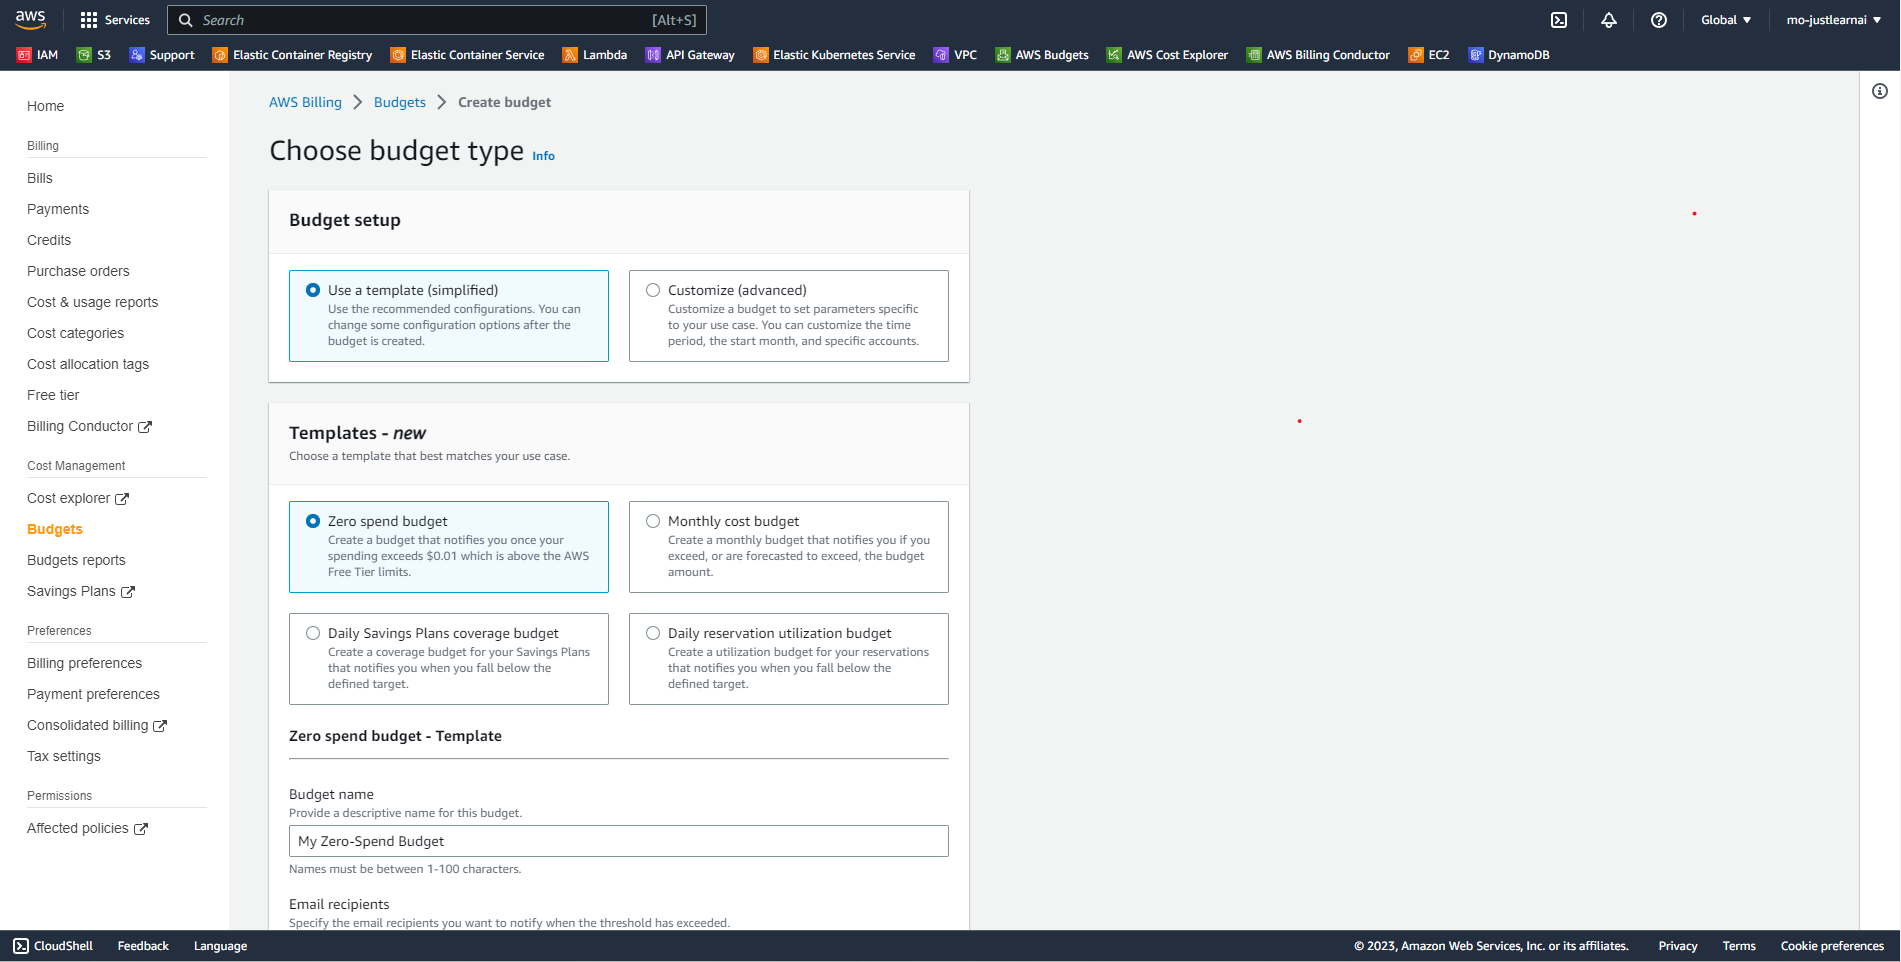 aws
Services
Search
[Alt+S]
Global
mo-justlearnai
IAM
S3
Support
Elastic Container Registry
Elastic Container Service
Lambda
API Gateway
Elastic Kubernetes Service
VPC
AWS Budgets
AWS Cost Explorer
AWS Billing Conductor
EC2
DynamoDB
Home
Billing
Bills
Payments
Credits
Purchase orders
Cost & usage reports
Cost categories
Cost allocation tags
Free tier
Billing Conductor
Cost Management
Cost explorer
Budgets
Budgets reports
Savings Plans
Preferences
Billing preferences
Payment preferences
Consolidated billing
Tax settings
Permissions
Affected policies
AWS Billing
Budgets
Create budget
Choose budget type Info
Budget setup
Use a template (simplified)
Use the recommended configurations. You can
change some configuration options after the
budget is created.
Customize (advanced)
Customize a budget to set parameters specific
to your use case. You can customize the time
period, the start month, and specific accounts.
Templates - new
Choose a template that best matches your use case.
Zero spend budget
Create a budget that notifies you once your
spending exceeds $0.01 which is above the AWS
Free Tier limits.
Monthly cost budget
Create a monthly budget that notifies you if you
exceed, or are forecasted to exceed, the budget
amount.
Daily Savings Plans coverage budget
Create a coverage budget for your Savings Plans
that notifies you when you fall below the
defined target.
Daily reservation utilization budget
Create a utilization budget for your reservations
that notifies you when you fall below the
defined target.
Zero spend budget - Template
Budget name
Provide a descriptive name for this budget.
My Zero-Spend Budget
Names must be between 1-100 characters.
Email recipients
Specify the email recipients you want to notify when the threshold has exceeded.
CloudShell
Feedback
Language
© 2023, Amazon Web Services, Inc. or its affiliates.
Privacy
Terms
Cookie preferences